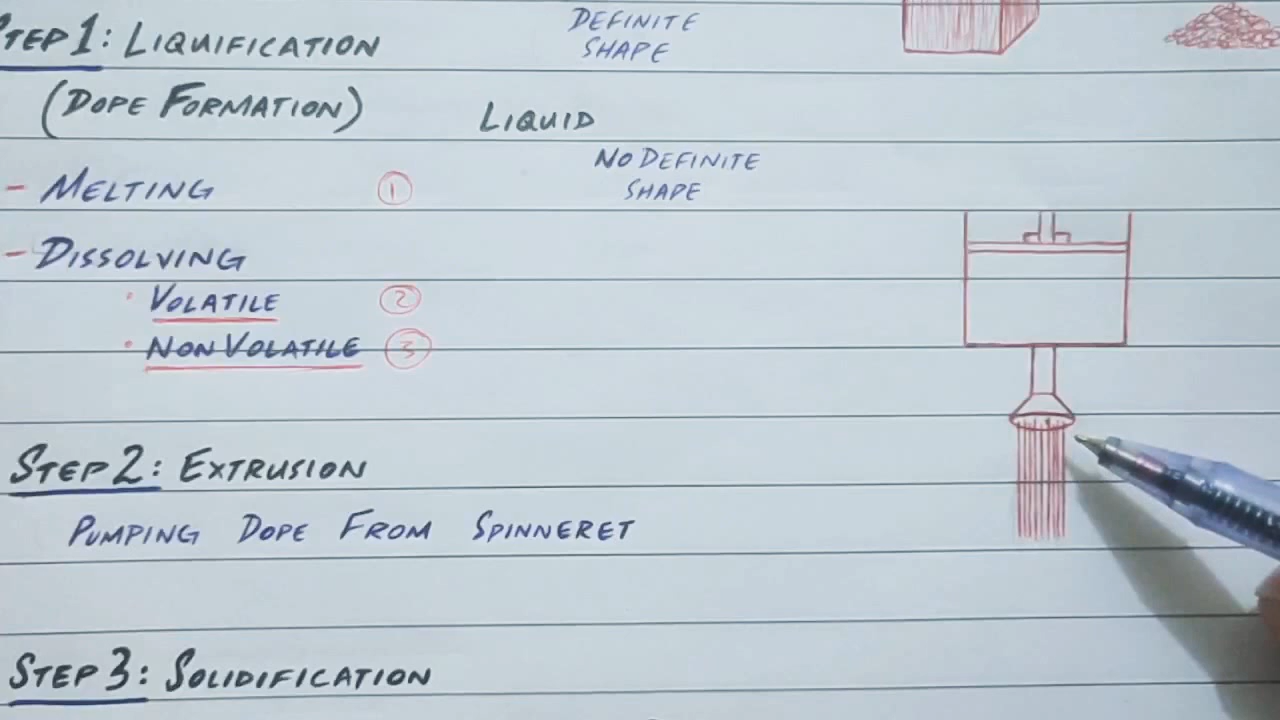 STEP 1: LIQUIFICATION
DEFINITE
SHAPE
(DOPE FORMATION)
LIQUID
NO DEFINITE
SHAPE
- MELTING 1
- DISSOLVING
• VOLATILE 2
• NON VOLATILE 3
STEP 2: EXTRUSION
PUMPING DOPE FROM SPINNERET
STEP 3: SOLIDIFICATION